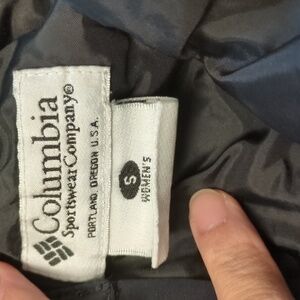 Columbia
Sportswear Company®
PORTLAND OREGON U.S.A.
S
WOMEN'S